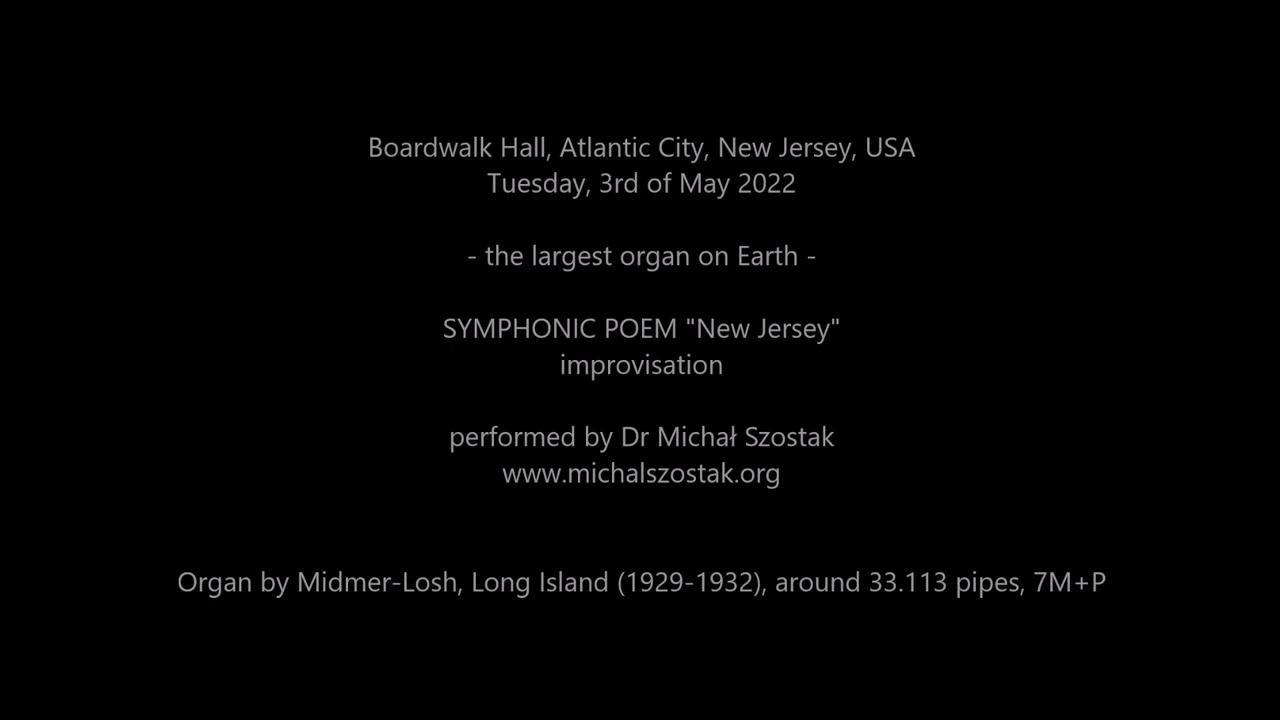 Boardwalk Hall, Atlantic City, New Jersey, USA
Tuesday, 3rd of May 2022
- the largest organ on Earth -
SYMPHONIC POEM "New Jersey"
improvisation
performed by Dr Michał Szostak
www.michalszostak.org
Organ by Midmer-Losh, Long Island (1929-1932), around 33.113 pipes, 7M+P